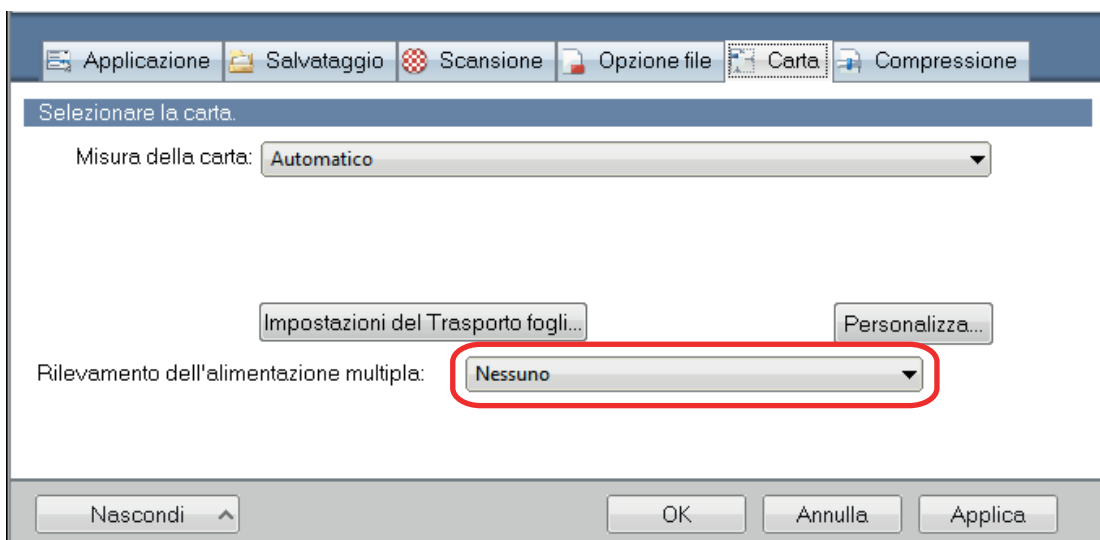 Applicazione Salvataggio Scansione Opzione file Carta Compressione
Selezionare la carta.
Misura della carta: Automatico
Impostazioni del Trasporto fogli... Personalizza...
Rilevamento dell'alimentazione multipla: Nessuno
Nascondi OK Annulla Applica